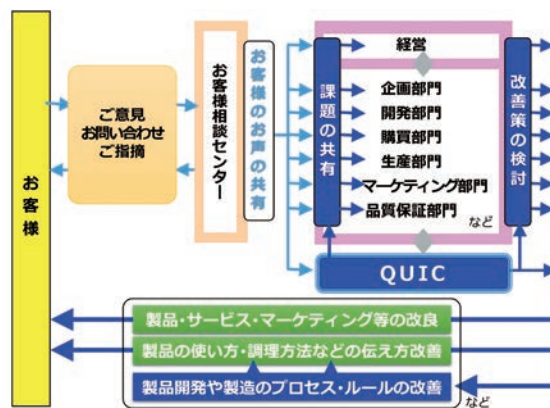 お客様
ご意見
お問い合わせ
ご指摘
お客様相談センター
お客様のお声の共有
課題の共有
経営
企画部門
開発部門
購買部門
生産部門
マーケティング部門
品質保証部門
など
改善策の検討
QUIC
製品・サービス・マーケティング等の改良
製品の使い方・調理方法などの伝え方改善
製品開発や製造のプロセス・ルールの改善
など